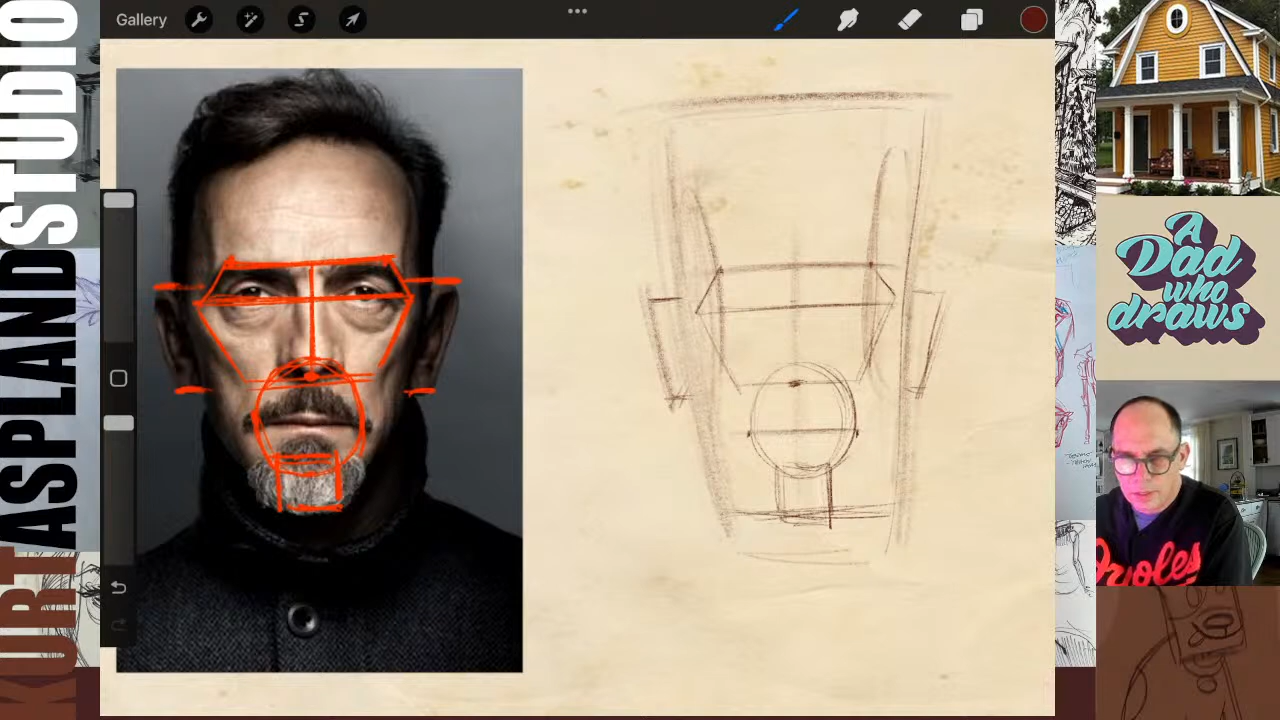 KURT ASPLAND STUDIO
Gallery
A
Dad
who
draws
Orioles